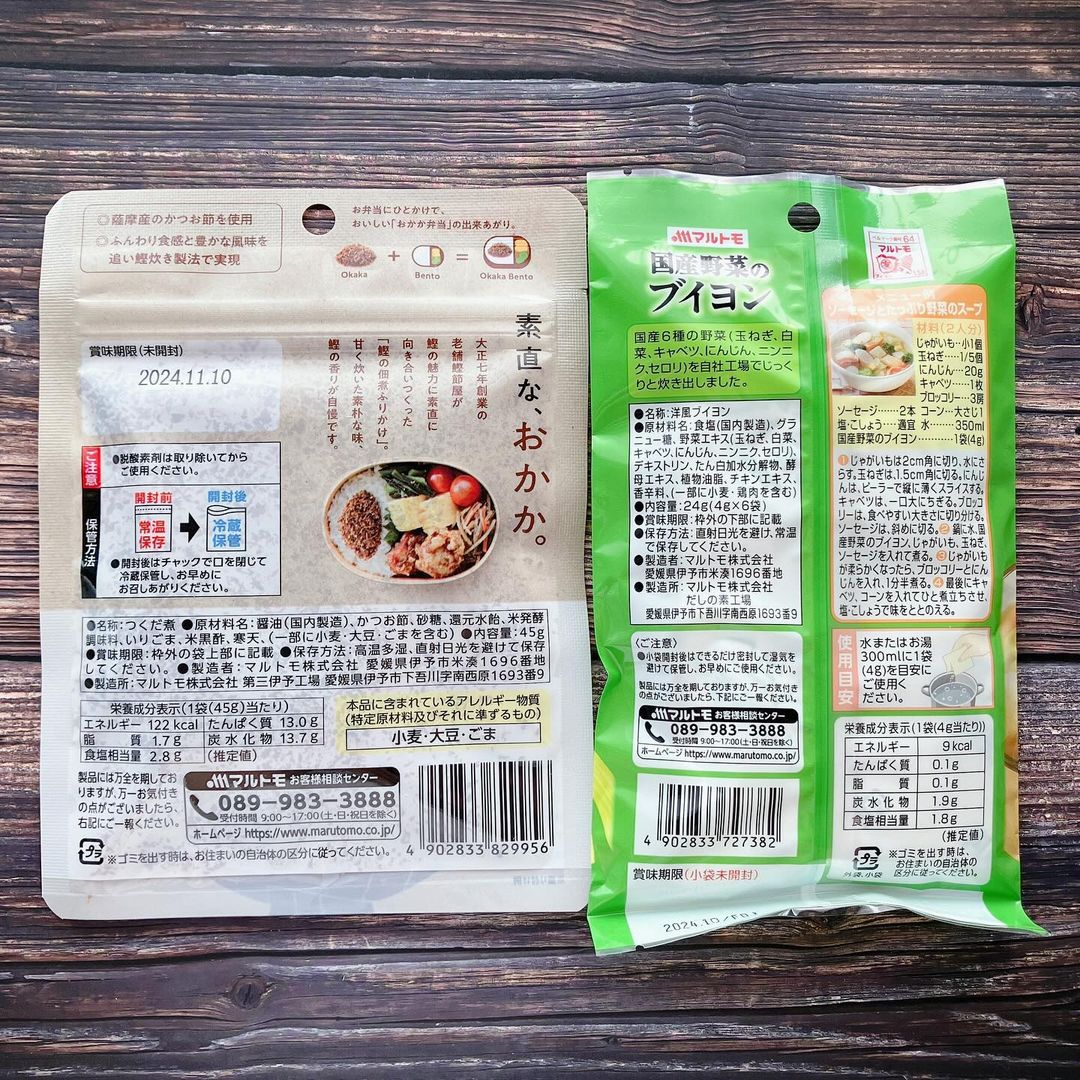 ◎薩摩産のかつお節を使用
◎ふんわり食感と豊かな風味を
追い鰹炊き製法で実現
お弁当にひとかけで、
おいしい「おかか弁当」の出来あがり。
Okaka
+
Bento
=
Okaka Bento
素直な、おかか。
大正七年創業の
老舗鰹節屋が
鰹の魅力に素直に
向き合いつくった
「鰹の佃煮ふりかけ」。
甘く炊いた素朴な味、
鰹の香りが自慢です。
賞味期限(未開封)
2024.11.10
ご注意
●脱酸素剤は取り除いてから
ご使用ください。
保管方法
開封前
常温
保存
開封後
冷蔵
保管
●開封後はチャックで口を閉じて
冷蔵保管し、お早めに
お召しあがりください。
●名称:つくだ煮 ●原材料名:醤油(国内製造)、かつお節、砂糖、還元水飴、米発酵
調味料、いりごま、米黒酢、寒天、(一部に小麦・大豆・ごまを含む) ●内容量:45g
●賞味期限:枠外の袋上部に記載 ●保存方法:高温多湿、直射日光を避けて保存
してください。 ●製造者:マルトモ株式会社 愛媛県伊予市米湊1696番地
●製造所:マルトモ株式会社 第三伊予工場 愛媛県伊予市下吾川字南西原1693番9
栄養成分表示(1袋(45g)当たり)
エネルギー 122 kcal たんぱく質 13.0 g
脂質 1.7 g 炭水化物 13.7 g
食塩相当量 2.8 g (推定値)
本品に含まれているアレルギー物質
(特定原材料及びそれに準ずるもの)
小麦・大豆・ごま
製品には万全を期してお
りますが、万一お気付き
の点がございましたら、
右記にご一報ください。
マルトモ お客様相談センター
089-983-3888
受付時間 9:00〜17:00(土・日・祝日を除く)
ホームページ https://www.marutomo.co.jp/
プラ
※ゴミを出す時は、お住まいの自治体の区分に従ってください。
4 902833 829956
マルトモ
国産野菜の
ブイヨン
国産6種の野菜(玉ねぎ、白
菜、キャベツ、にんじん、ニンニ
ク、セロリ)を自社工場でじっく
りと炊き出しました。
●名称:洋風ブイヨン
●原材料名:食塩(国内製造)、グラ
ニュー糖、野菜エキス(玉ねぎ、白菜、
キャベツ、にんじん、ニンニク、セロリ)、
デキストリン、たん白加水分解物、酵
母エキス、植物油脂、チキンエキス、
香辛料、(一部に小麦・鶏肉を含む)
●内容量:24g(4g×6袋)
●賞味期限:枠外の下部に記載
●保存方法:直射日光を避け、常温
で保存してください。
●製造者:マルトモ株式会社
愛媛県伊予市米湊1696番地
●製造所:マルトモ株式会社
だしの素工場
愛媛県伊予市下吾川字南西原1693番9
〈ご注意〉
●小袋開封後はできるだけ密封して湿気を
避けて保管し、お早めにご使用ください。
製品には万全を期しておりますが、万一お気付き
の点がございましたら、下記にご一報ください。
マルトモ お客様相談センター
089-983-3883
受付時間 9:00〜17:00(土・日・祝日を除く)
ホームページ https://www.marutomo.co.jp/
4 902833 727382
賞味期限(小袋未開封)
ベルマーク番号 64
マルトモ
ソーセージとたっぷり野菜のスープ
材料(2人分)
じゃがいも…小1個
玉ねぎ……1/5個
にんじん……20g
キャベツ……1枚
ブロッコリー…3房
ソーセージ……2本 コーン…大さじ1
塩・こしょう…適宜 水……350ml
国産野菜のブイヨン………1袋(4g)
❶じゃがいもは2cm角に切り、水にさ
らす。玉ねぎは、1.5cm角に切る。にん
じんは、ピーラーで縦に薄くスライスする。
キャベツは、一口大にちぎる。ブロッコ
リーは、食べやすい大きさに切り分ける。
ソーセージは、斜めに切る。❷鍋に水、国
産野菜のブイヨン、じゃがいも、玉ねぎ、
ソーセージを入れて煮る。❸じゃがいも
が柔らかくなったら、ブロッコリーとにん
じんを入れ、1分半煮る。❹最後にキャ
ベツ、コーンを入れてひと煮立ちさせ、
塩・こしょうで味をととのえる。
使用目安
水またはお湯
300mlに1袋
(4g)を目安に
ご使用く
ださい。
栄養成分表示(1袋(4g当たり))
エネルギー 9kcal
たんぱく質 0.1g
脂質 0.1g
炭水化物 1.9g
食塩相当量 1.8g
(推定値)
プラ
外袋、小袋
※ゴミを出す時は、
お住まいの自治体の
区分に従ってください。